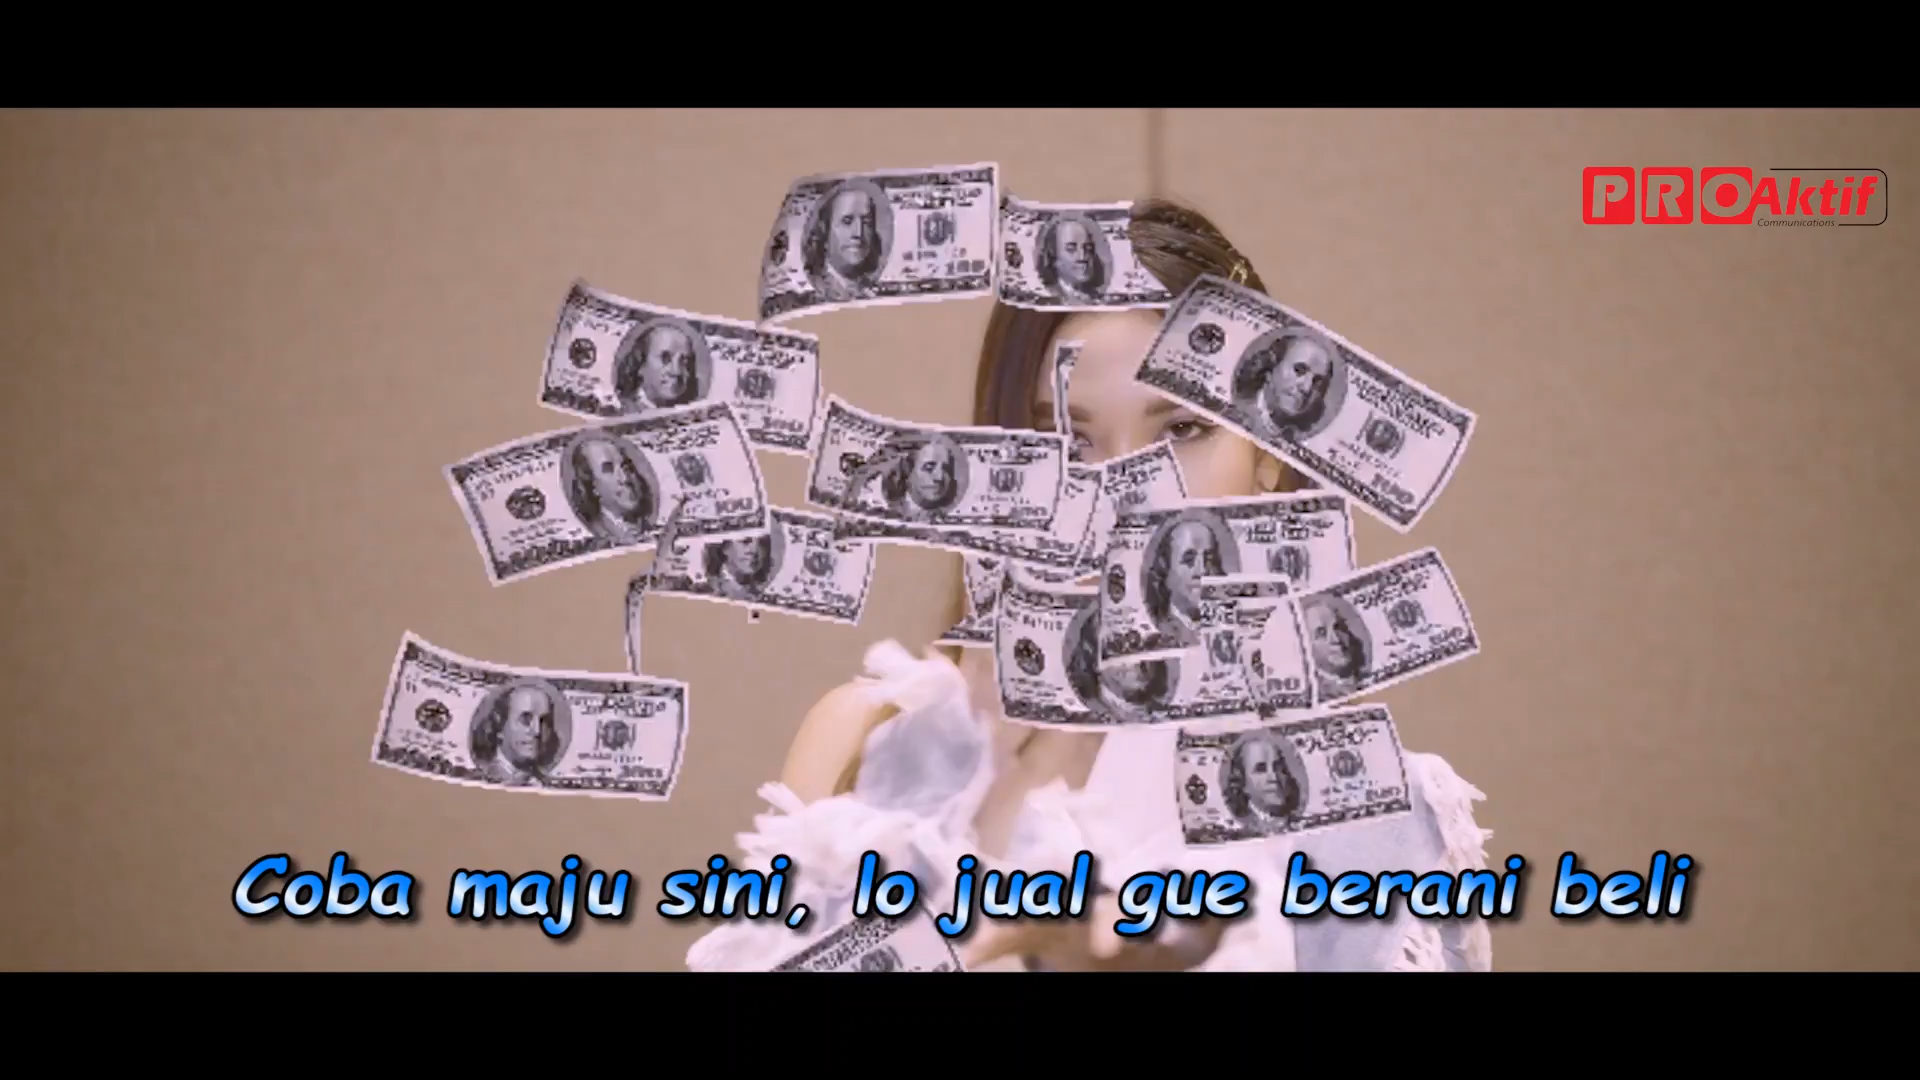 PROAktif
Communications
Coba maju sini, lo jual gue berani beli